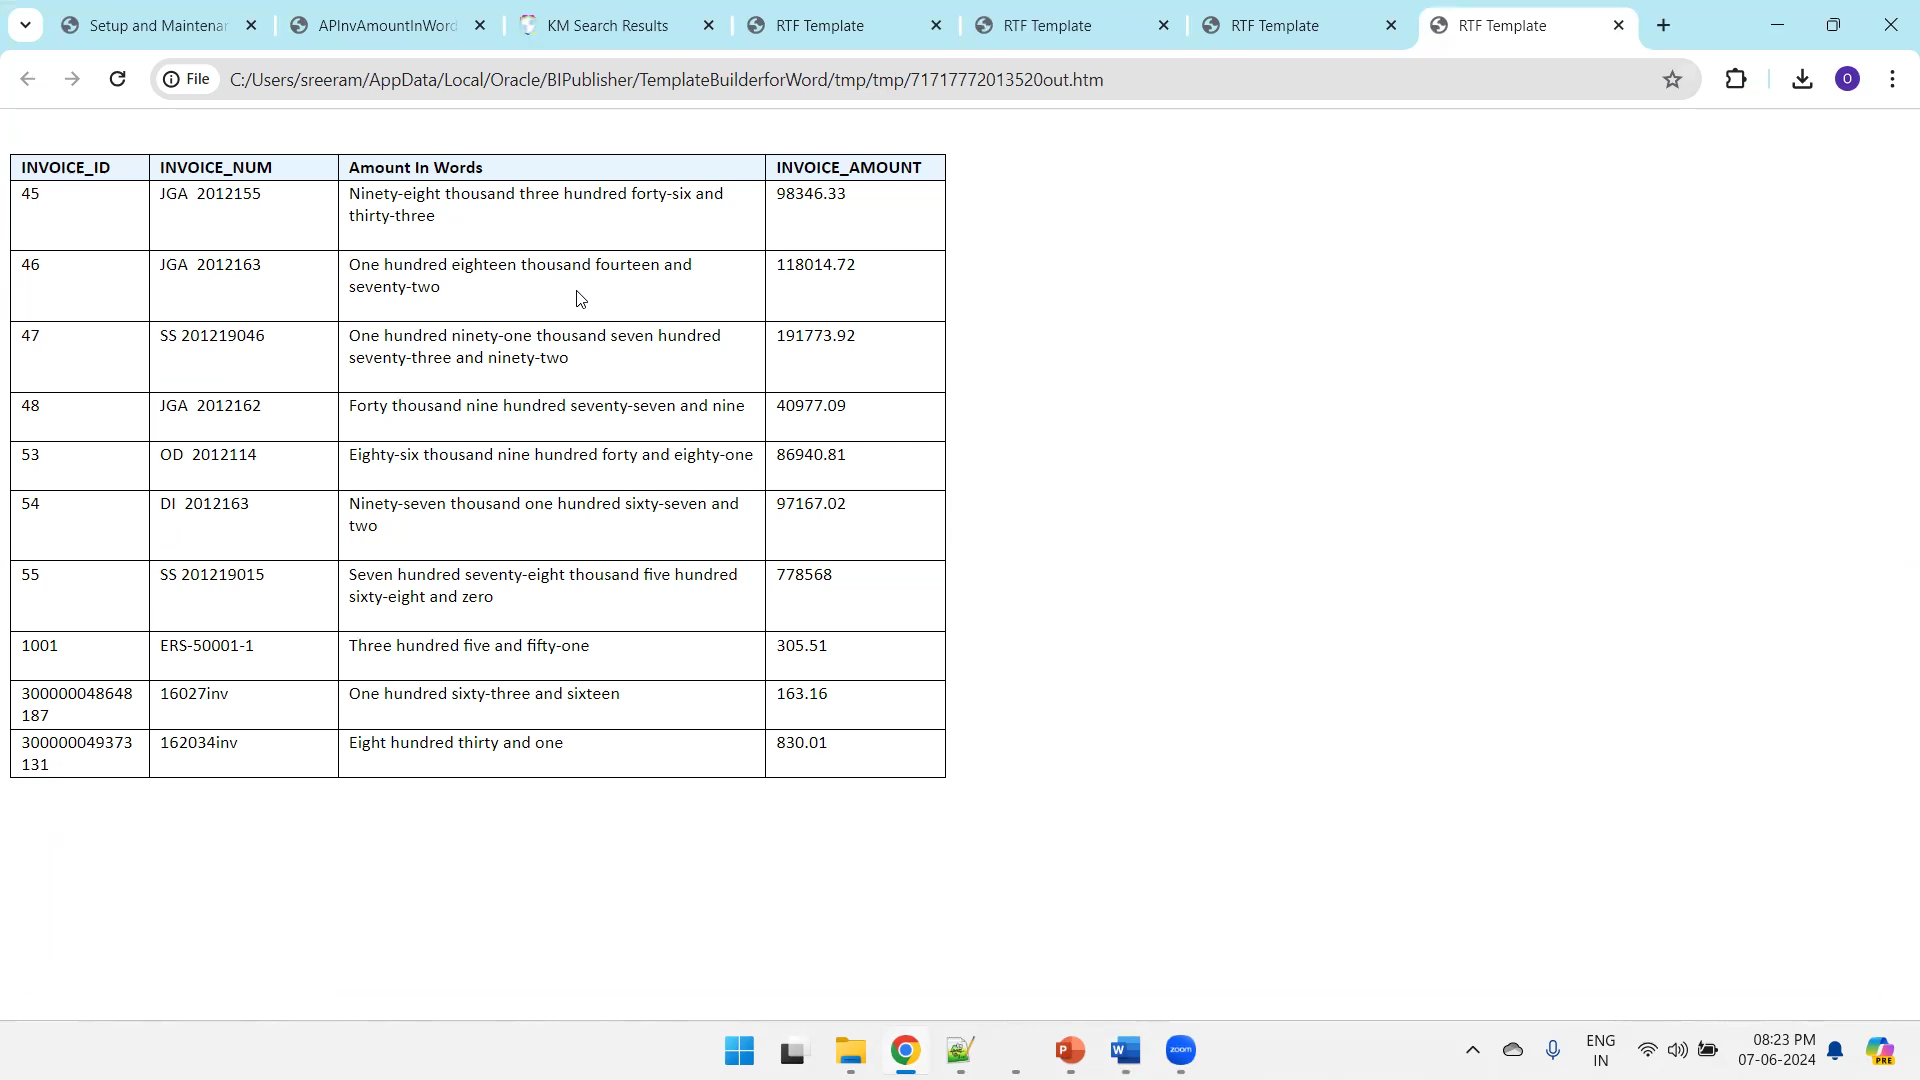 Setup and Maintenar
APInvAmountInWord
KM Search Results
RTF Template
RTF Template
RTF Template
RTF Template
File
C:/Users/sreeram/AppData/Local/Oracle/BIPublisher/TemplateBuilderforWord/tmp/tmp/71717772013520out.htm
O
INVOICE_ID INVOICE_NUM Amount In Words INVOICE_AMOUNT
45 JGA 2012155 Ninety-eight thousand three hundred forty-six and 98346.33
thirty-three
46 JGA 2012163 One hundred eighteen thousand fourteen and 118014.72
seventy-two
47 SS 201219046 One hundred ninety-one thousand seven hundred 191773.92
seventy-three and ninety-two
48 JGA 2012162 Forty thousand nine hundred seventy-seven and nine 40977.09
53 OD 2012114 Eighty-six thousand nine hundred forty and eighty-one 86940.81
54 DI 2012163 Ninety-seven thousand one hundred sixty-seven and 97167.02
two
55 SS 201219015 Seven hundred seventy-eight thousand five hundred 778568
sixty-eight and zero
1001 ERS-50001-1 Three hundred five and fifty-one 305.51
300000048648 16027inv One hundred sixty-three and sixteen 163.16
187
300000049373 162034inv Eight hundred thirty and one 830.01
131
P
W
zoom
ENG
IN
08:23 PM
07-06-2024
PRE